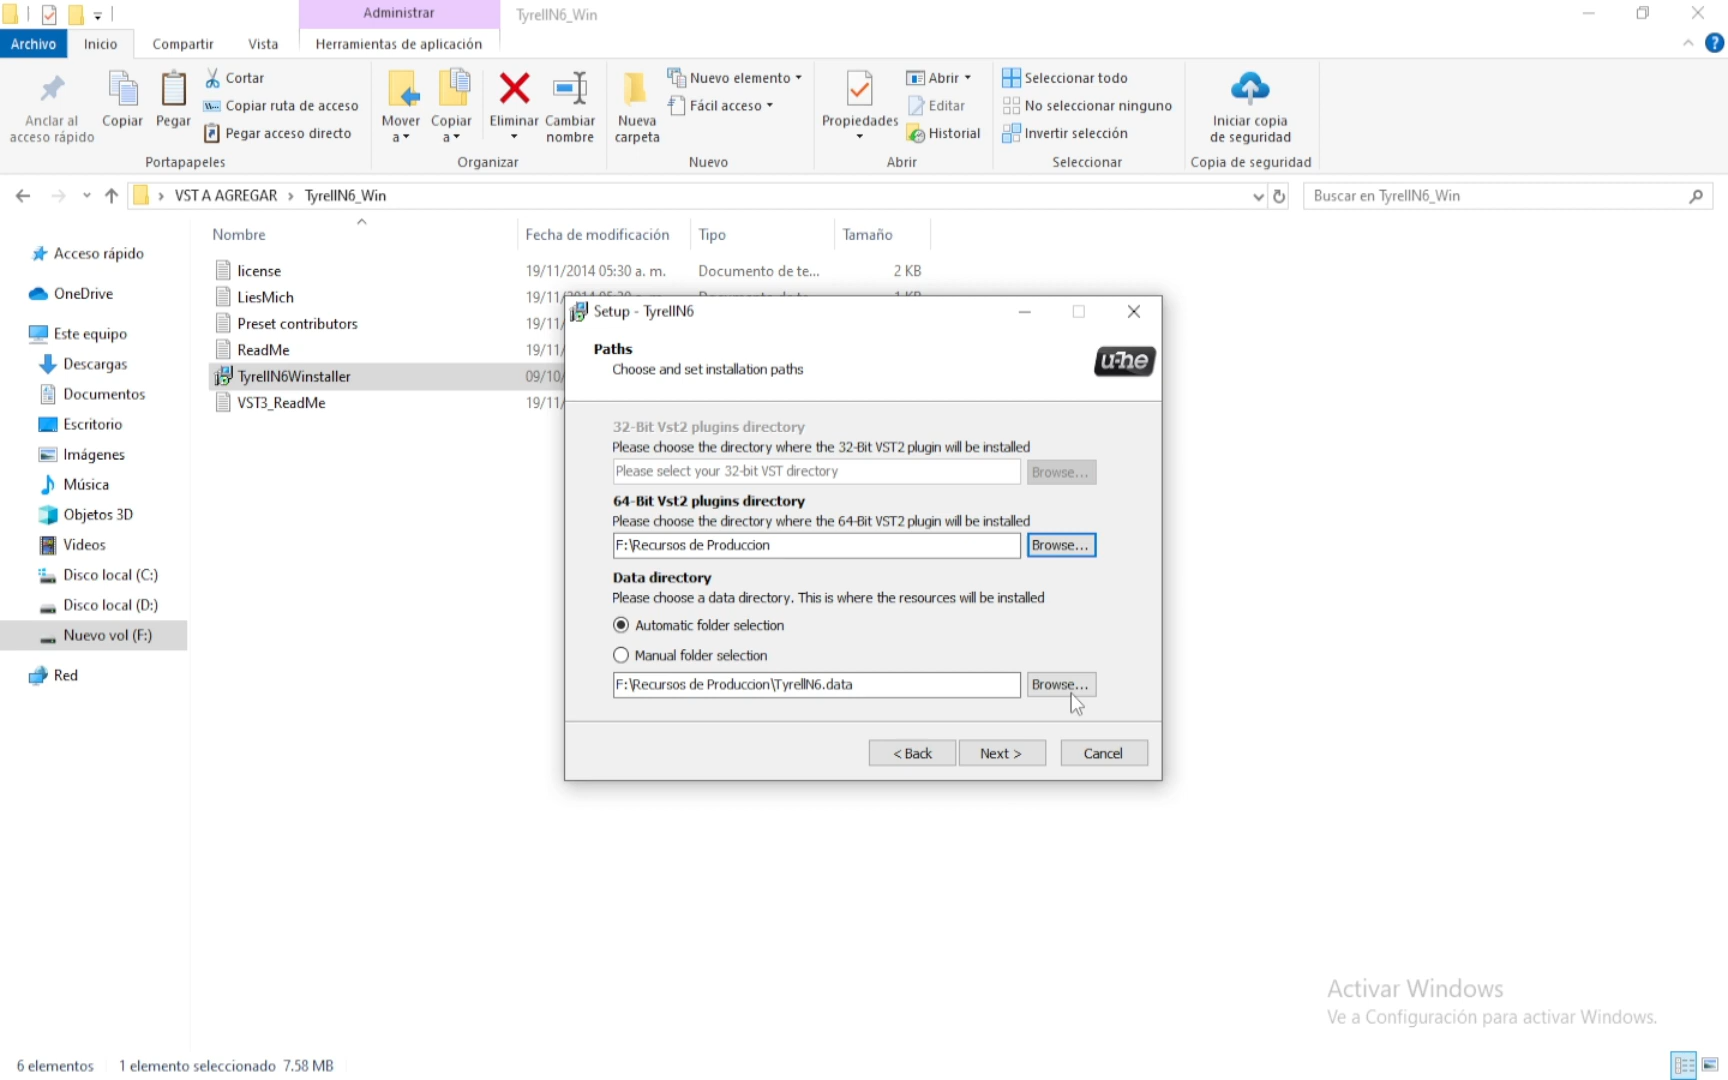 Administrar
TyrellN6_Win
Archivo
Inicio
Compartir
Vista
Herramientas de aplicación
Anclar al
acceso rápido
Copiar
Pegar
Cortar
Copiar ruta de acceso
Pegar acceso directo
Portapapeles
Mover
a
Copiar
a
Eliminar
Cambiar
nombre
Organizar
Nueva
carpeta
Nuevo elemento
Fácil acceso
Nuevo
Propiedades
Abrir
Editar
Historial
Abrir
Seleccionar todo
No seleccionar ninguno
Invertir selección
Seleccionar
Iniciar copia
de seguridad
Copia de seguridad
VST A AGREGAR › TyrellN6_Win
Buscar en TyrellN6_Win
Nombre
Fecha de modificación
Tipo
Tamaño
Acceso rápido
OneDrive
Este equipo
Descargas
Documentos
Escritorio
Imágenes
Música
Objetos 3D
Videos
Disco local (C:)
Disco local (D:)
Nuevo vol (F:)
Red
license 19/11/2014 05:30 a. m. Documento de te... 2 KB
LiesMich 19/11/
Preset contributors 19/11/
ReadMe 19/11/
TyrellN6Winstaller 09/10/
VST3_ReadMe 19/11/
Setup - TyrellN6
Paths
Choose and set installation paths
u-he
32-Bit Vst2 plugins directory
Please choose the directory where the 32-Bit VST2 plugin will be installed
Please select your 32-bit VST directory
Browse...
64-Bit Vst2 plugins directory
Please choose the directory where the 64-Bit VST2 plugin will be installed
F:\Recursos de Produccion
Browse...
Data directory
Please choose a data directory. This is where the resources will be installed
Automatic folder selection
Manual folder selection
F:\Recursos de Produccion\TyrellN6.data
Browse...
< Back
Next >
Cancel
Activar Windows
Ve a Configuración para activar Windows.
6 elementos
1 elemento seleccionado 7.58 MB